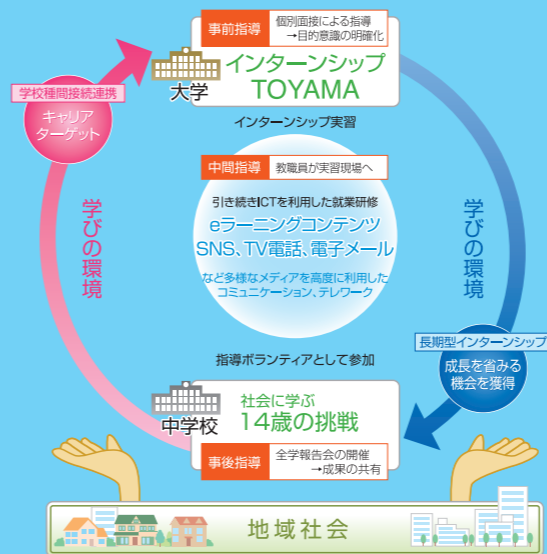 事前指導
個別面接による指導
→目的意識の明確化
大学
インターンシップ
TOYAMA
学校種間接続連携
キャリア
ターゲット
インターンシップ実習
中間指導
教職員が実習現場へ
引き続きICTを利用した就業研修
eラーニングコンテンツ
SNS、TV電話、電子メール
など多様なメディアを高度に利用した
コミュニケーション、テレワーク
学びの環境
学びの環境
長期型インターンシップ
成長を省みる
機会を獲得
指導ボランティアとして参加
中学校
社会に学ぶ
14歳の挑戦
事後指導
全学報告会の開催
→成果の共有
地域社会